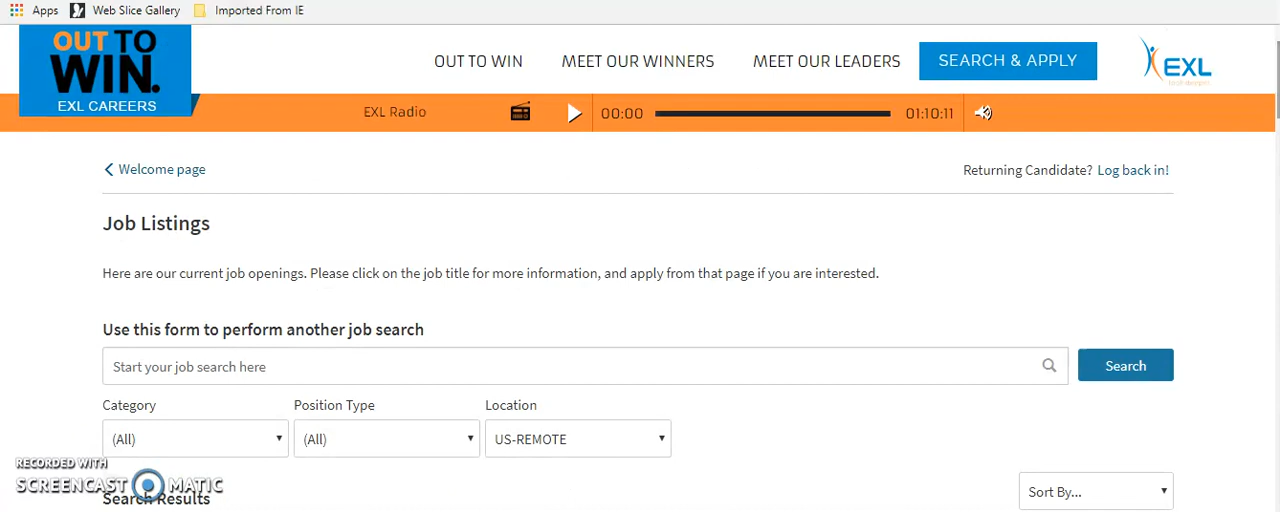 Apps Web Slice Gallery Imported From IE
OUT TO
WIN.
EXL CAREERS
OUT TO WIN MEET OUR WINNERS MEET OUR LEADERS SEARCH & APPLY
EXL
EXL Radio 00:00 01:10:11
Welcome page Returning Candidate? Log back in!
Job Listings
Here are our current job openings. Please click on the job title for more information, and apply from that page if you are interested.
Use this form to perform another job search
Start your job search here Search
Category Position Type Location
(All) (All) US-REMOTE
RECORDED WITH
SCREENCAST MATIC
Search Results Sort By...